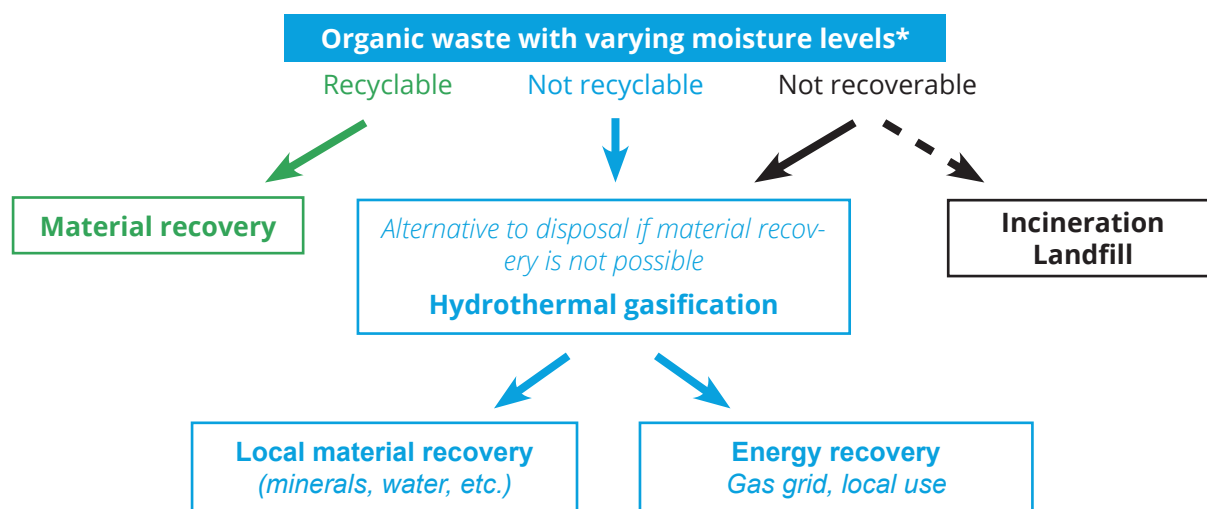 Organic waste with varying moisture levels*
Recyclable
Not recyclable
Not recoverable
Material recovery
Alternative to disposal if material recov-
ery is not possible
Hydrothermal gasification
Incineration
Landfill
Local material recovery
(minerals, water, etc.)
Energy recovery
Gas grid, local use